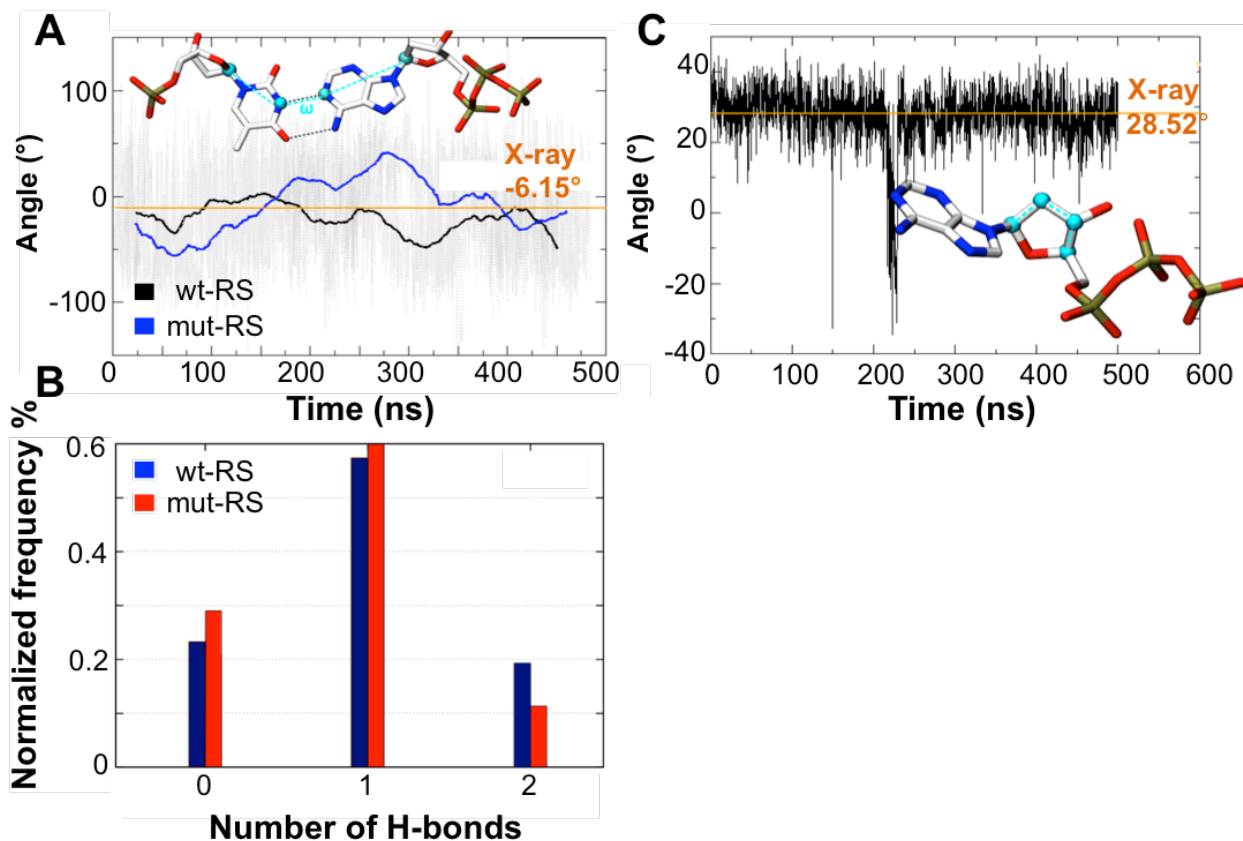 A
Angle (°)
100
0
-100
ω
X-ray
-6.15°
wt-RS
mut-RS
0
100
200
300
400
500
Time (ns)
B
Normalized frequency %
0.6
0.4
0.2
0
wt-RS
mut-RS
0
1
2
Number of H-bonds
C
Angle (°)
40
20
0
-20
-40
X-ray
28.52°
0
100
200
300
400
500
600
Time (ns)